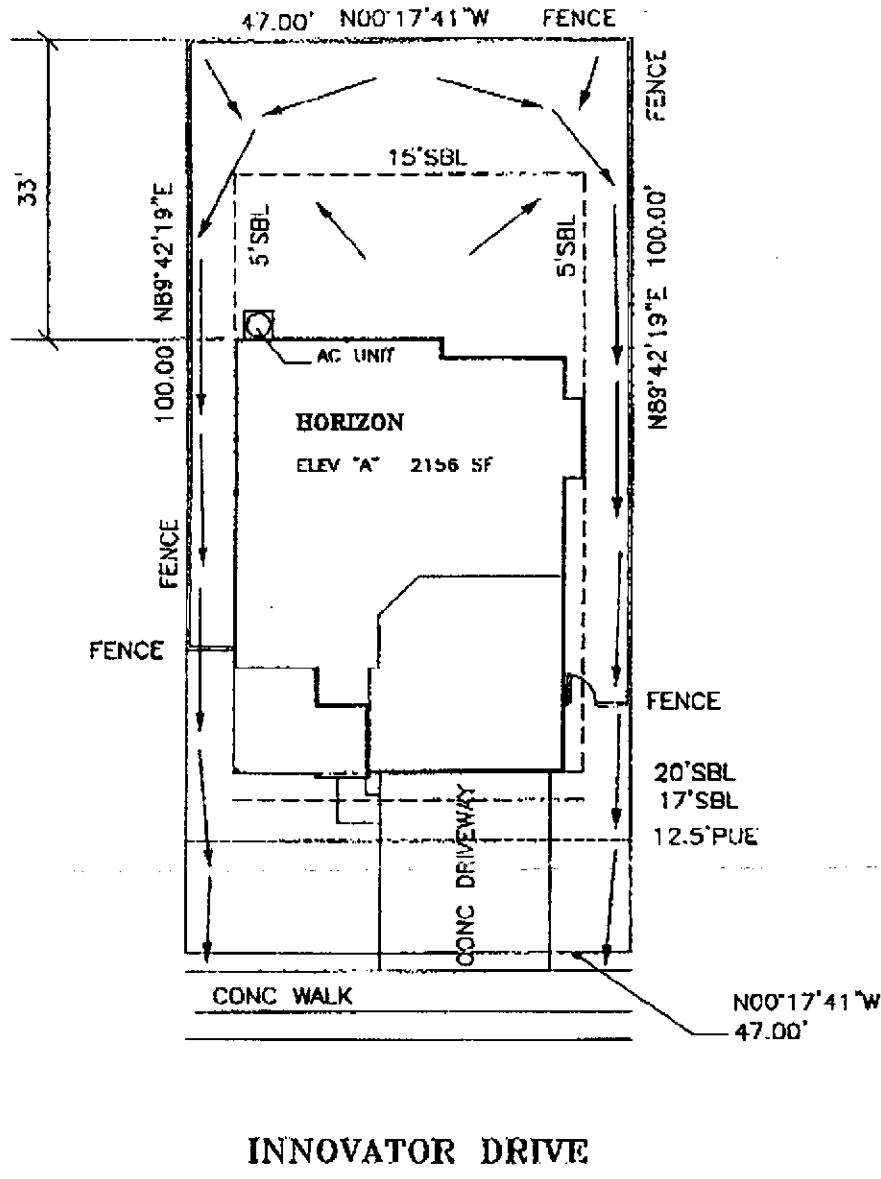 47.00' N00°17'41"W FENCE
FENCE
33'
15'SBL
5'SBL
5'SBL
100.00' N89°42'19"E
N89°42'19"E 100.00'
AC UNIT
HORIZON
ELEV "A" 2156 SF
FENCE
FENCE
FENCE
20'SBL
17'SBL
12.5'PUE
CONC DRIVEWAY
CONC WALK
N00°17'41"W
47.00'
INNOVATOR DRIVE